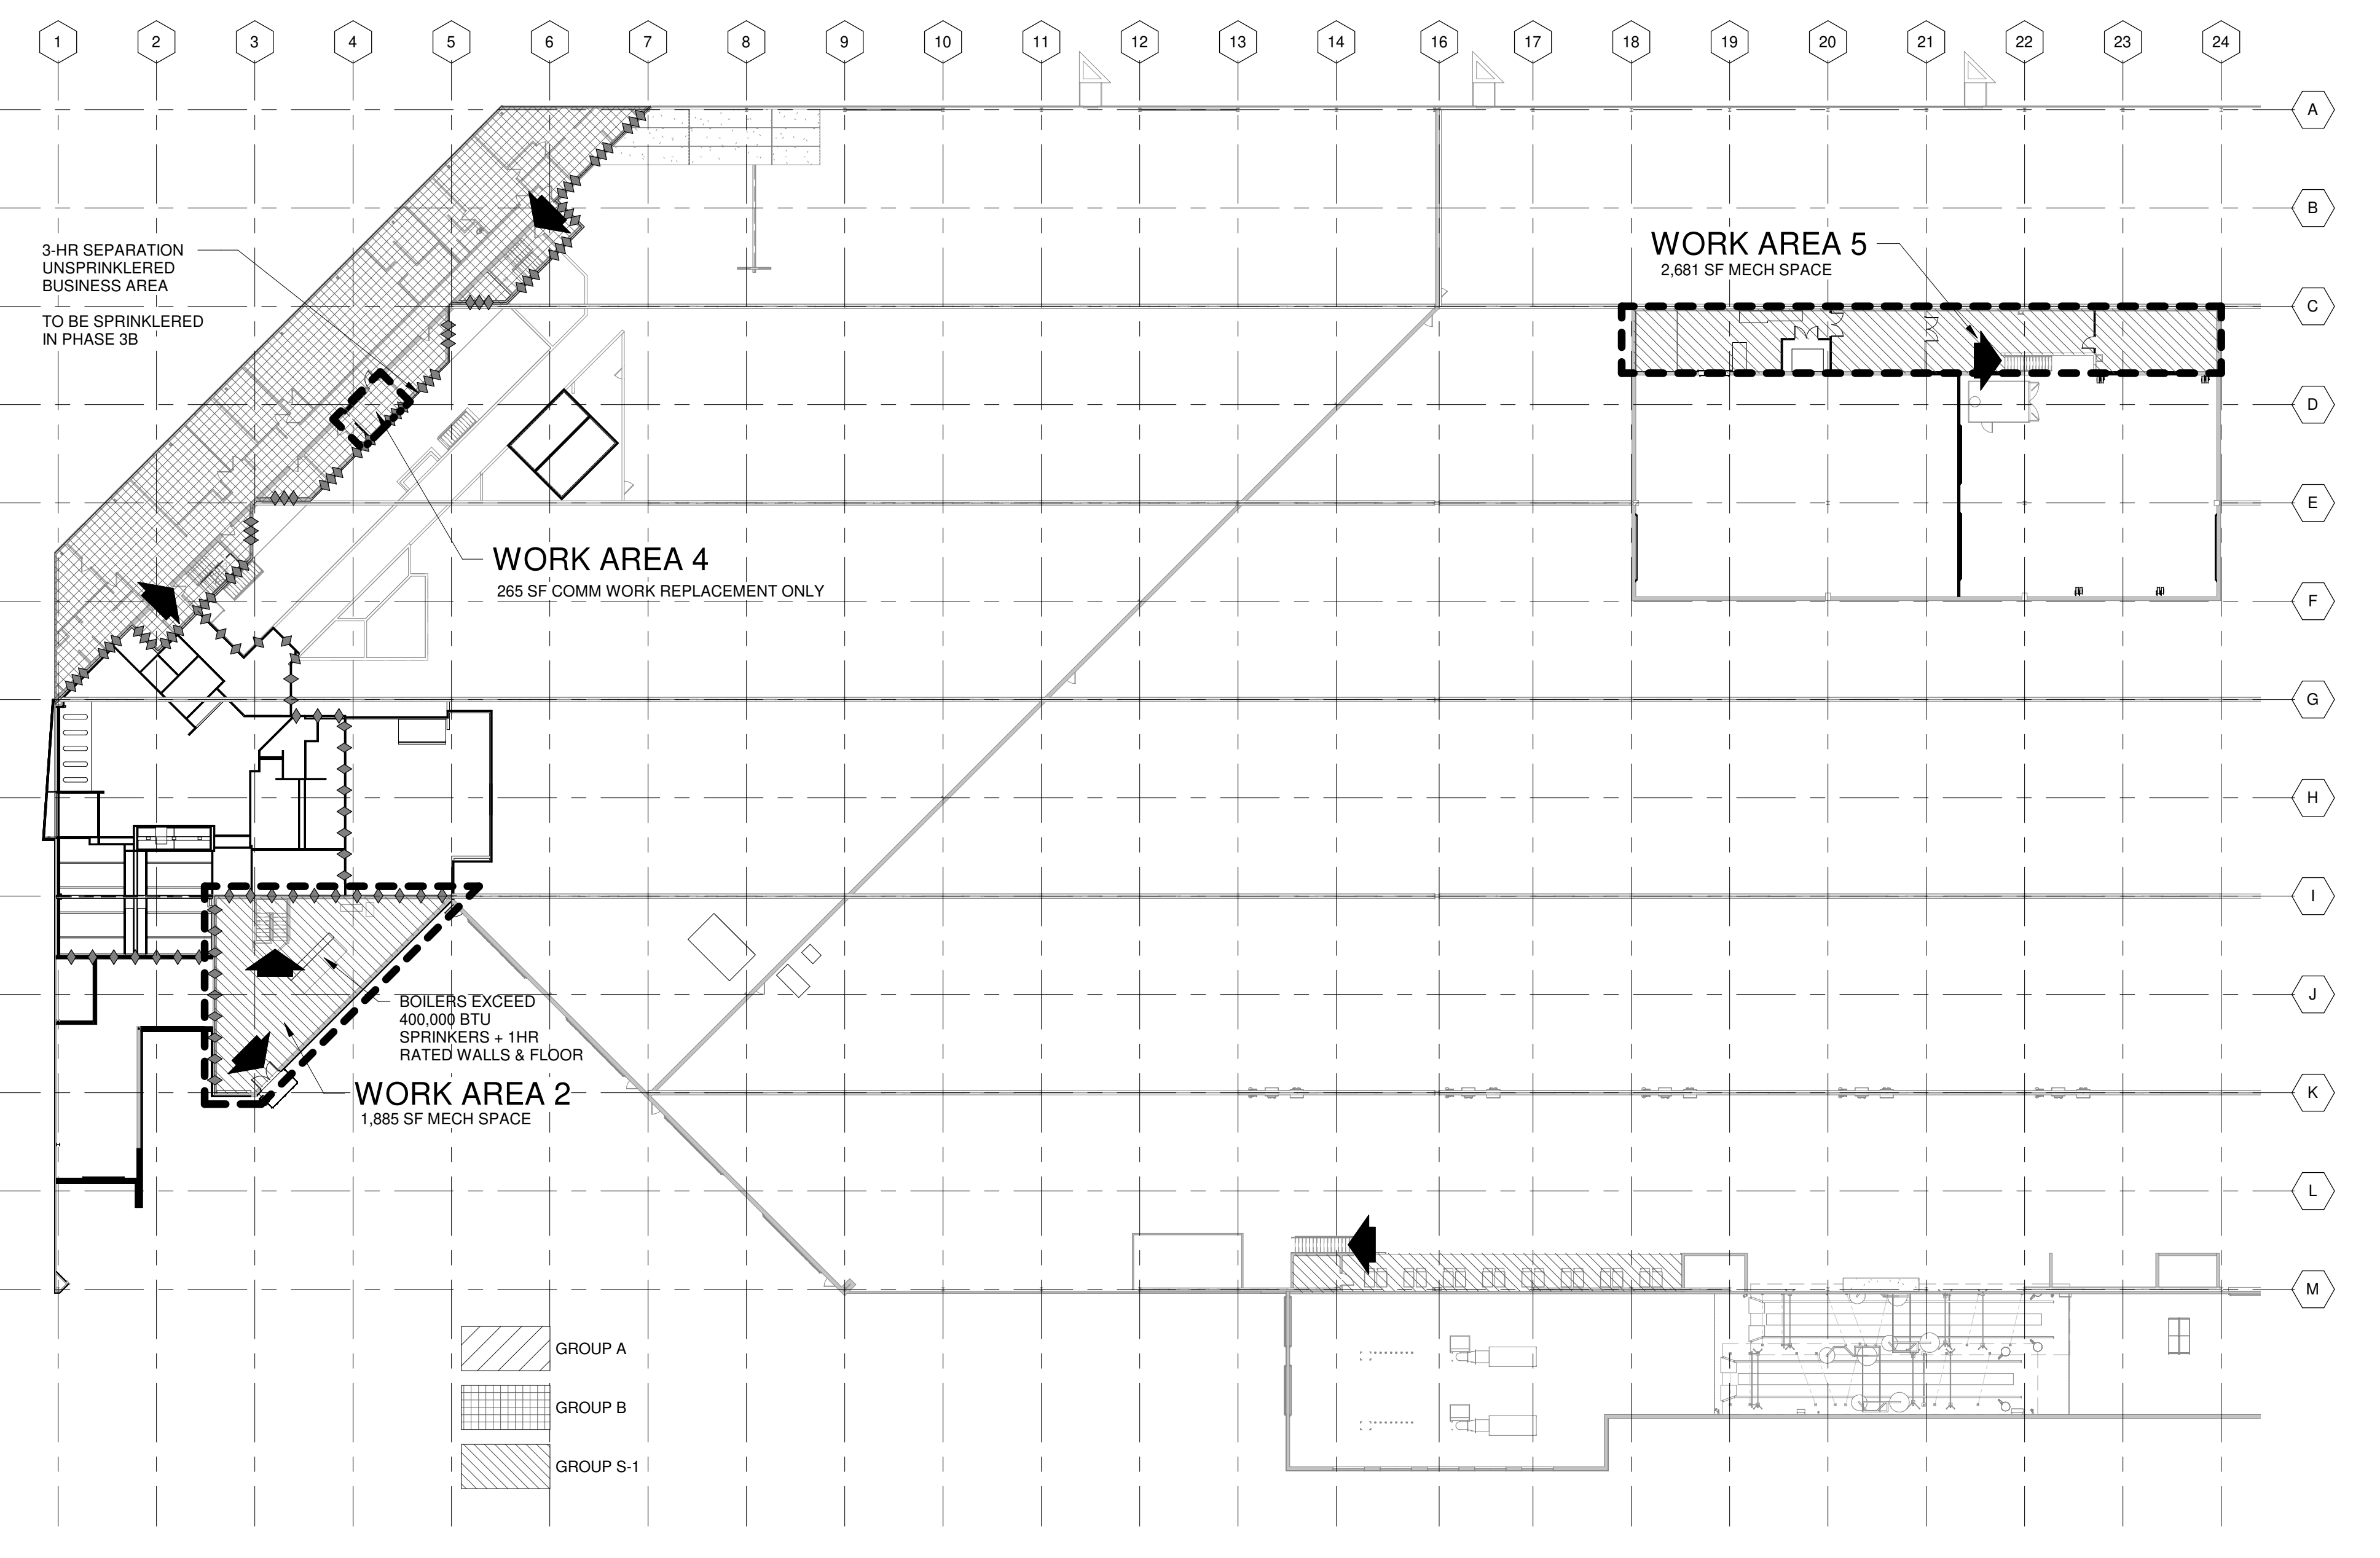 1
2
3
4
5
6
7
8
9
10
11
12
13
14
16
17
18
19
20
21
22
23
24
A
B
C
D
E
F
G
H
I
J
K
L
M
3-HR SEPARATION
UNSPRINKLERED
BUSINESS AREA
TO BE SPRINKLERED
IN PHASE 3B
WORK AREA 5
2,681 SF MECH SPACE
WORK AREA 4
265 SF COMM WORK REPLACEMENT ONLY
BOILERS EXCEED
400,000 BTU
SPRINKERS + 1HR
RATED WALLS & FLOOR
WORK AREA 2
1,885 SF MECH SPACE
GROUP A
GROUP B
GROUP S-1